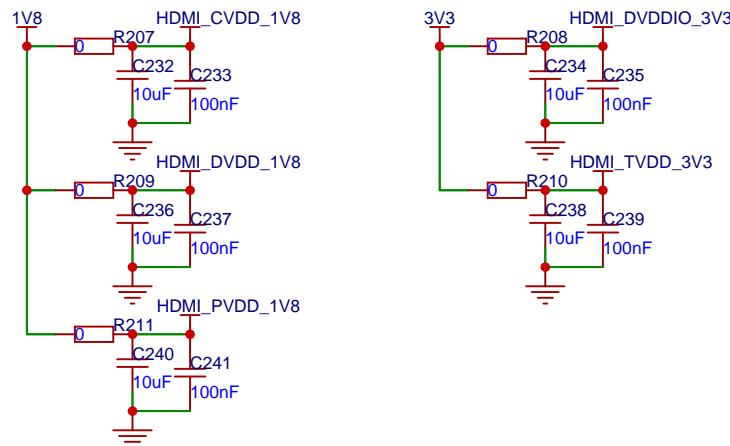 1V8
HDMI_CVDD_1V8
0
R207
C232
10uF
C233
100nF
HDMI_DVDD_1V8
0
R209
C236
10uF
C237
100nF
HDMI_PVDD_1V8
0
R211
C240
10uF
C241
100nF
3V3
HDMI_DVDDIO_3V3
0
R208
C234
10uF
C235
100nF
HDMI_TVDD_3V3
0
R210
C238
10uF
C239
100nF